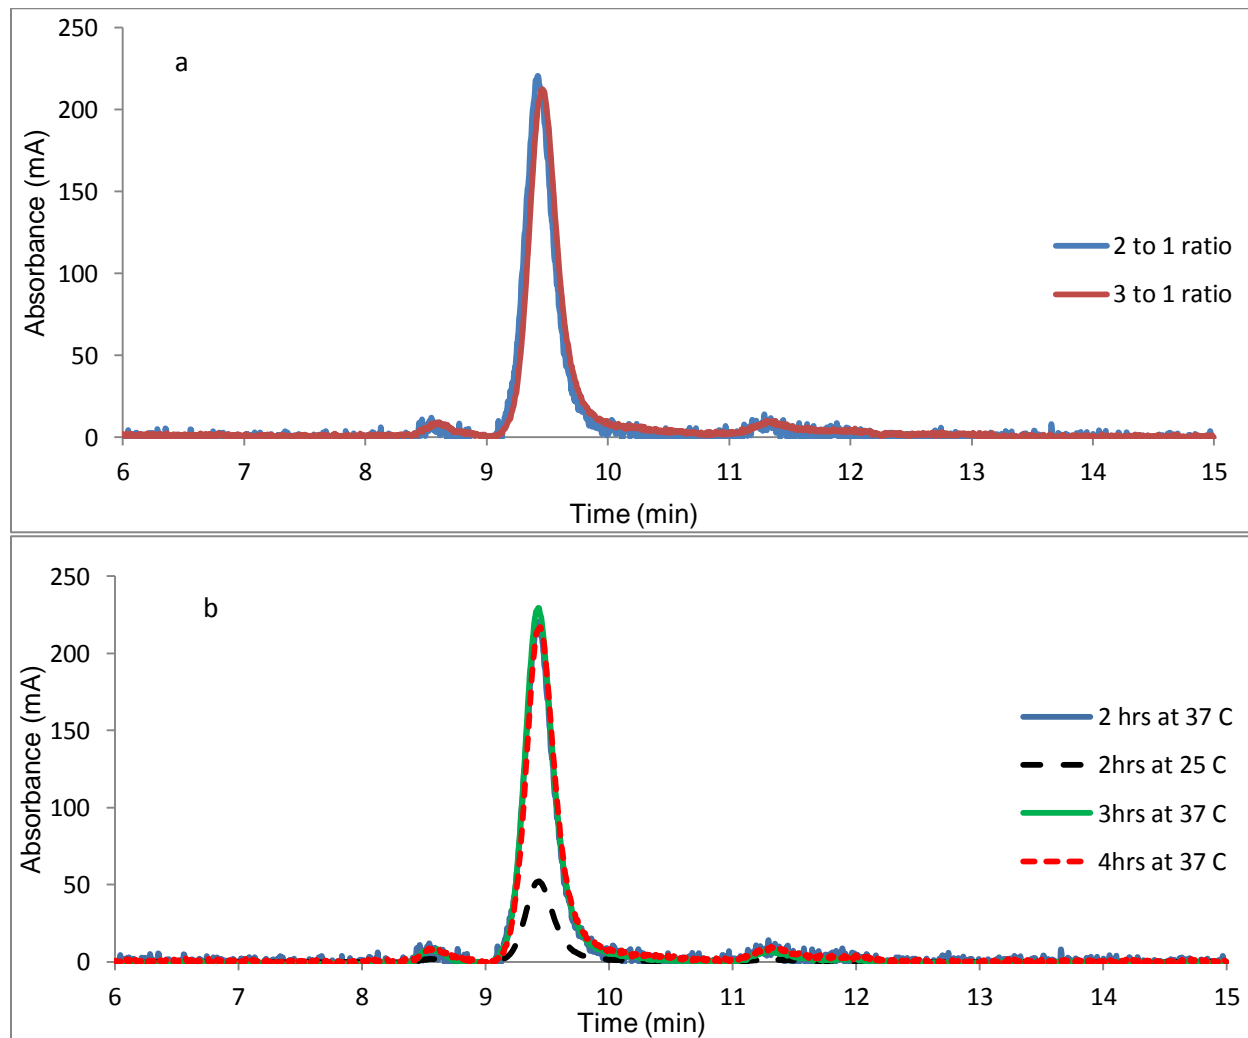 250
a
200
150
100
50
0
Absorbance (mA)
2 to 1 ratio
3 to 1 ratio
6 7 8 9 10 11 12 13 14 15
Time (min)
250
b
200
150
100
50
0
Absorbance (mA)
2 hrs at 37 C
2hrs at 25 C
3hrs at 37 C
4hrs at 37 C
6 7 8 9 10 11 12 13 14 15
Time (min)